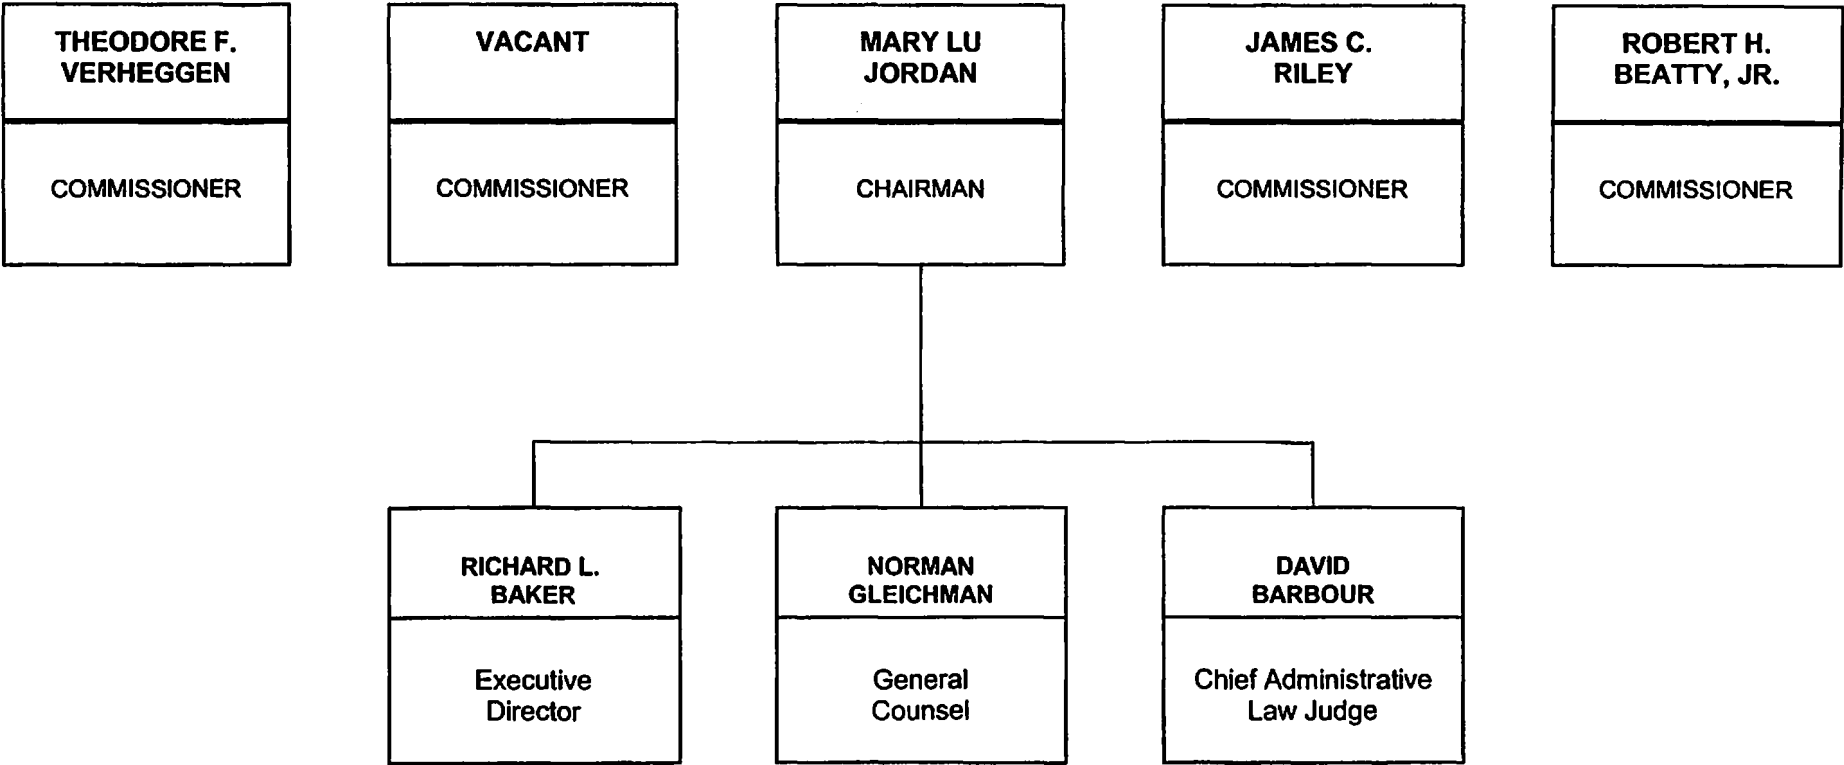 THEODORE F.
VERHEGGEN
COMMISSIONER
VACANT
COMMISSIONER
MARY LU
JORDAN
CHAIRMAN
JAMES C.
RILEY
COMMISSIONER
ROBERT H.
BEATTY, JR.
COMMISSIONER
RICHARD L.
BAKER
Executive
Director
NORMAN
GLEICHMAN
General
Counsel
DAVID
BARBOUR
Chief Administrative
Law Judge